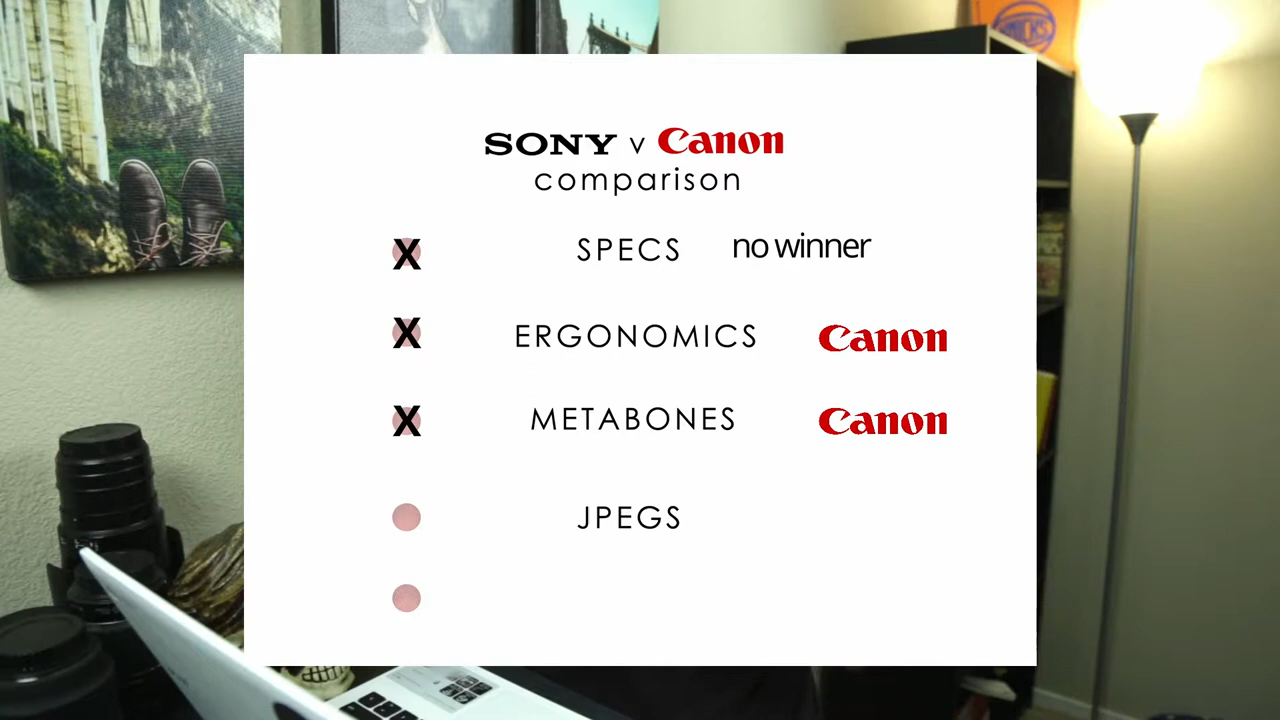 SONY v Canon
comparison
X SPECS no winner
X ERGONOMICS Canon
X METABONES Canon
JPEGS